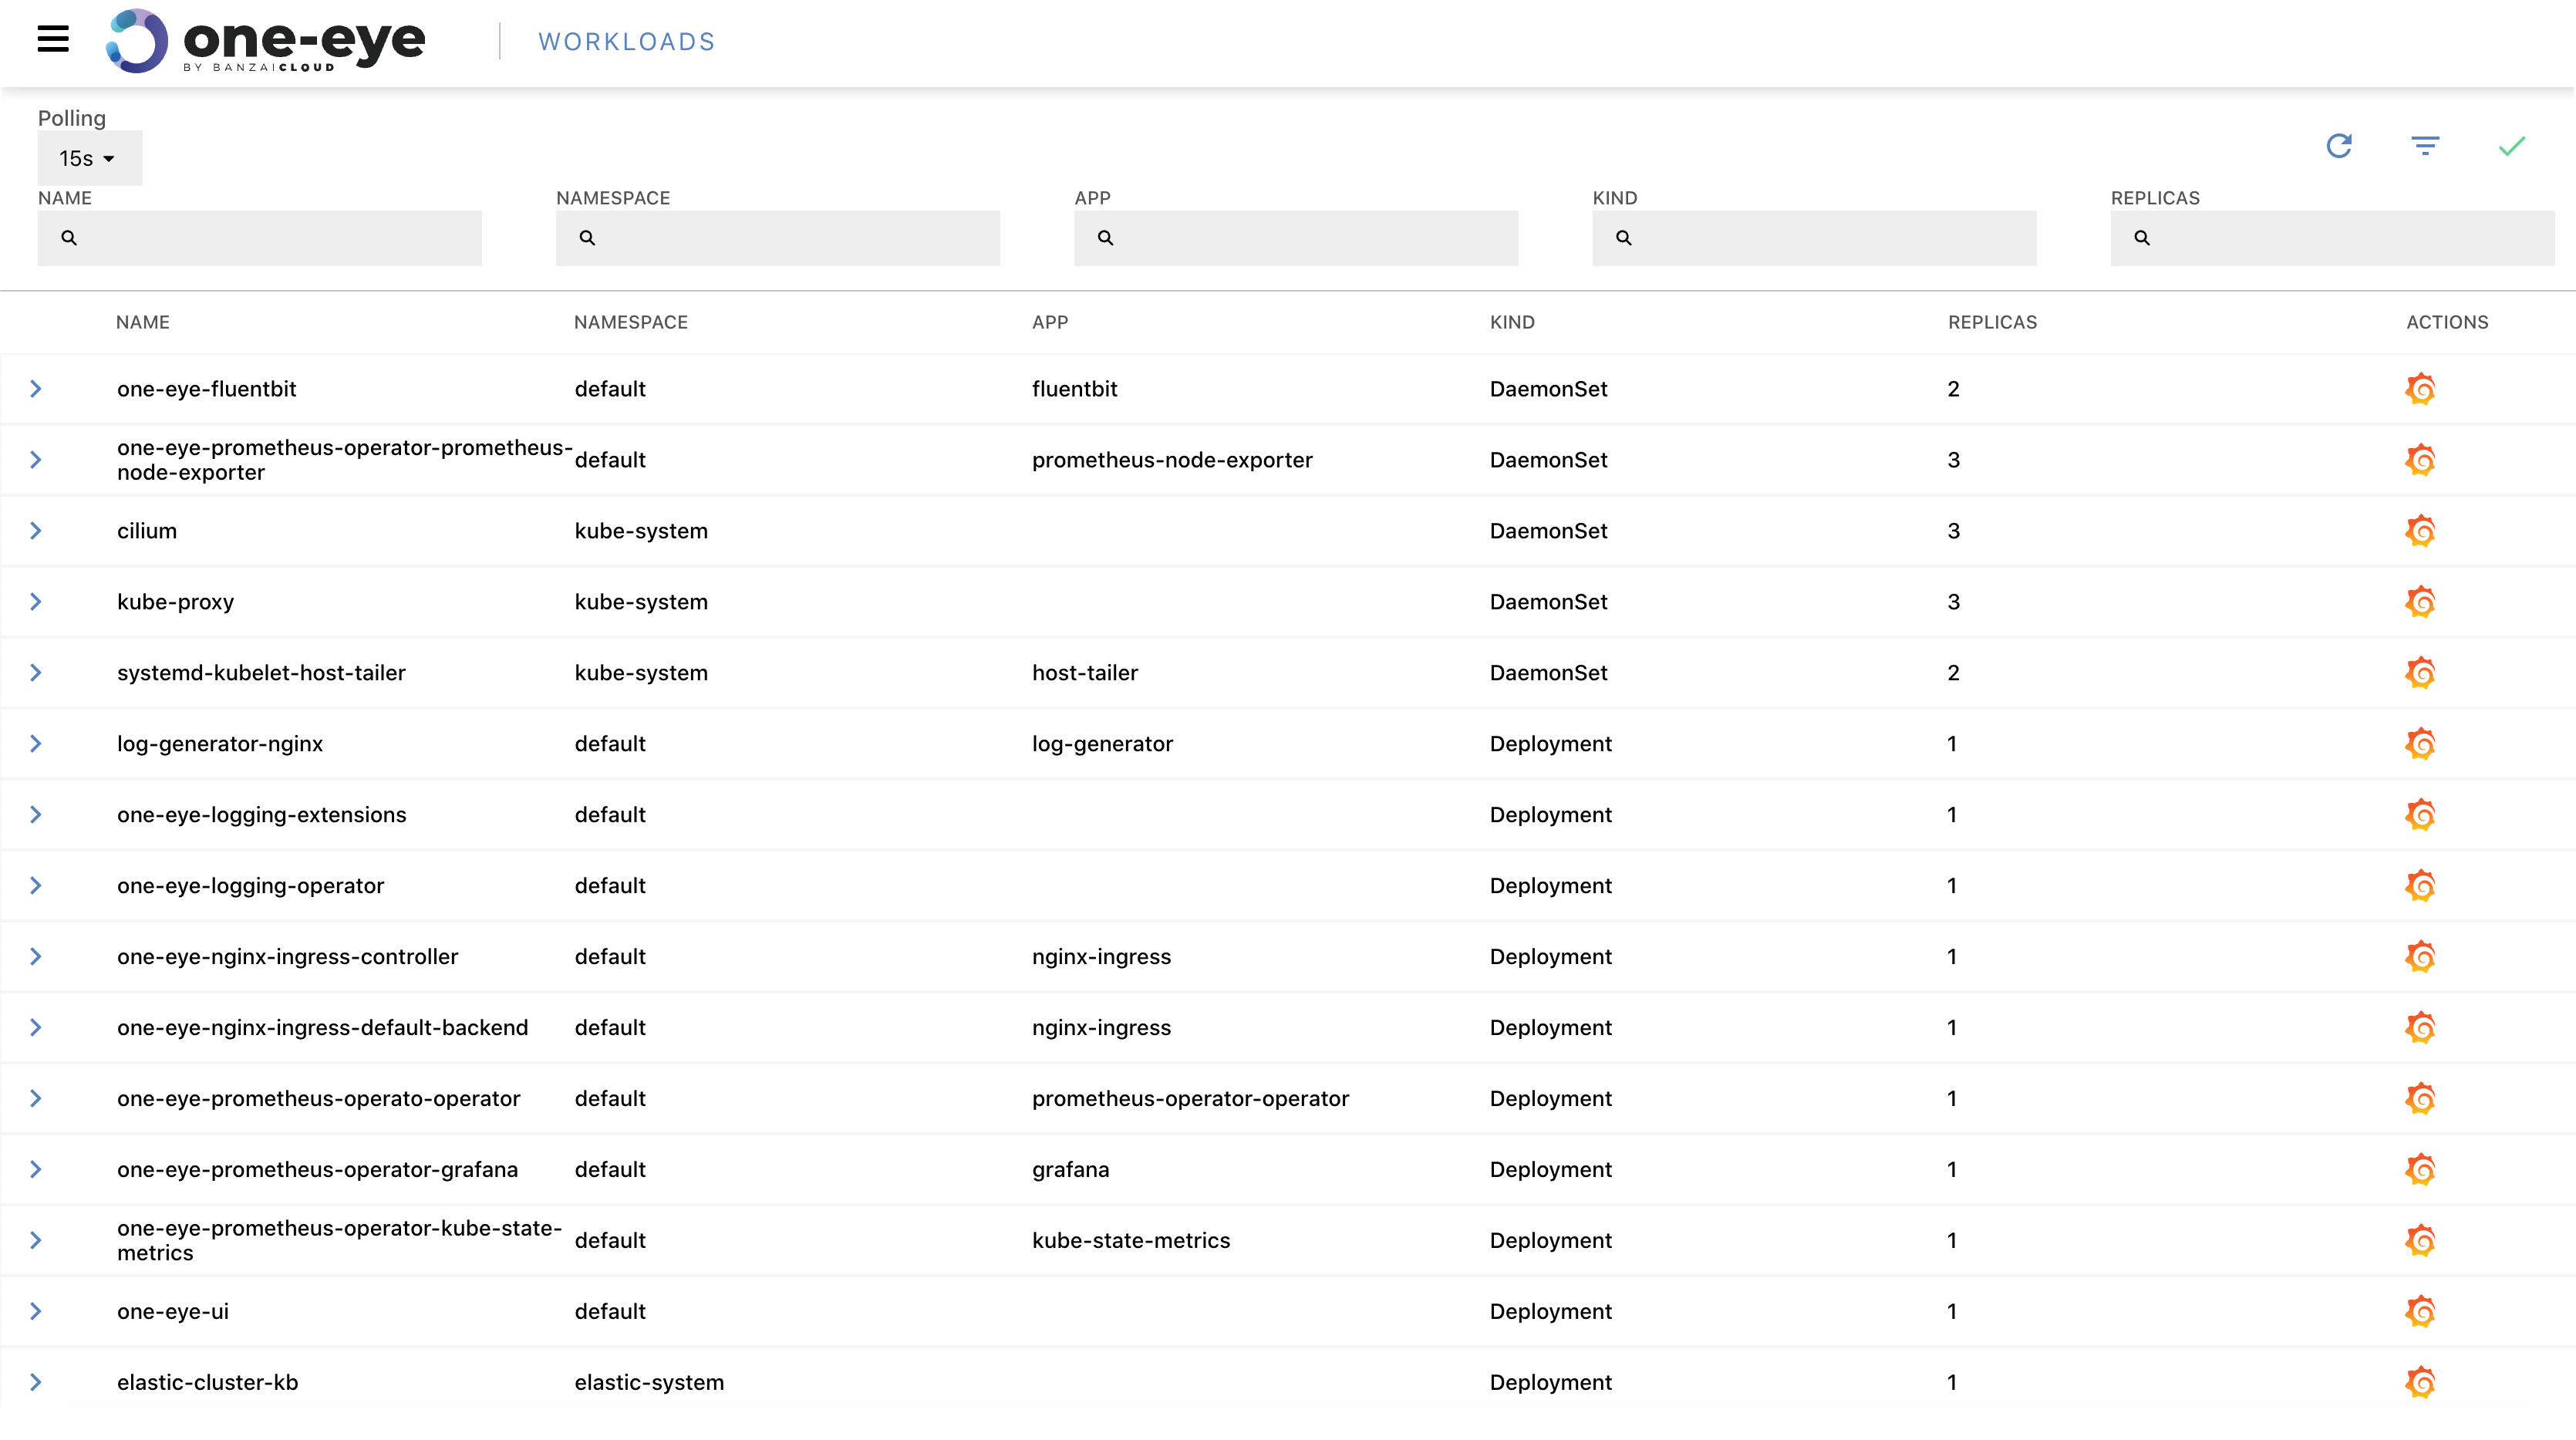 one-eye
BY BANZAICLOUD
WORKLOADS
Polling
15s
NAME NAMESPACE APP KIND REPLICAS
NAME NAMESPACE APP KIND REPLICAS ACTIONS
one-eye-fluentbit default fluentbit DaemonSet 2
one-eye-prometheus-operator-prometheus-
node-exporter default prometheus-node-exporter DaemonSet 3
cilium kube-system DaemonSet 3
kube-proxy kube-system DaemonSet 3
systemd-kubelet-host-tailer kube-system host-tailer DaemonSet 2
log-generator-nginx default log-generator Deployment 1
one-eye-logging-extensions default Deployment 1
one-eye-logging-operator default Deployment 1
one-eye-nginx-ingress-controller default nginx-ingress Deployment 1
one-eye-nginx-ingress-default-backend default nginx-ingress Deployment 1
one-eye-prometheus-operato-operator default prometheus-operator-operator Deployment 1
one-eye-prometheus-operator-grafana default grafana Deployment 1
one-eye-prometheus-operator-kube-state-
metrics default kube-state-metrics Deployment 1
one-eye-ui default Deployment 1
elastic-cluster-kb elastic-system Deployment 1